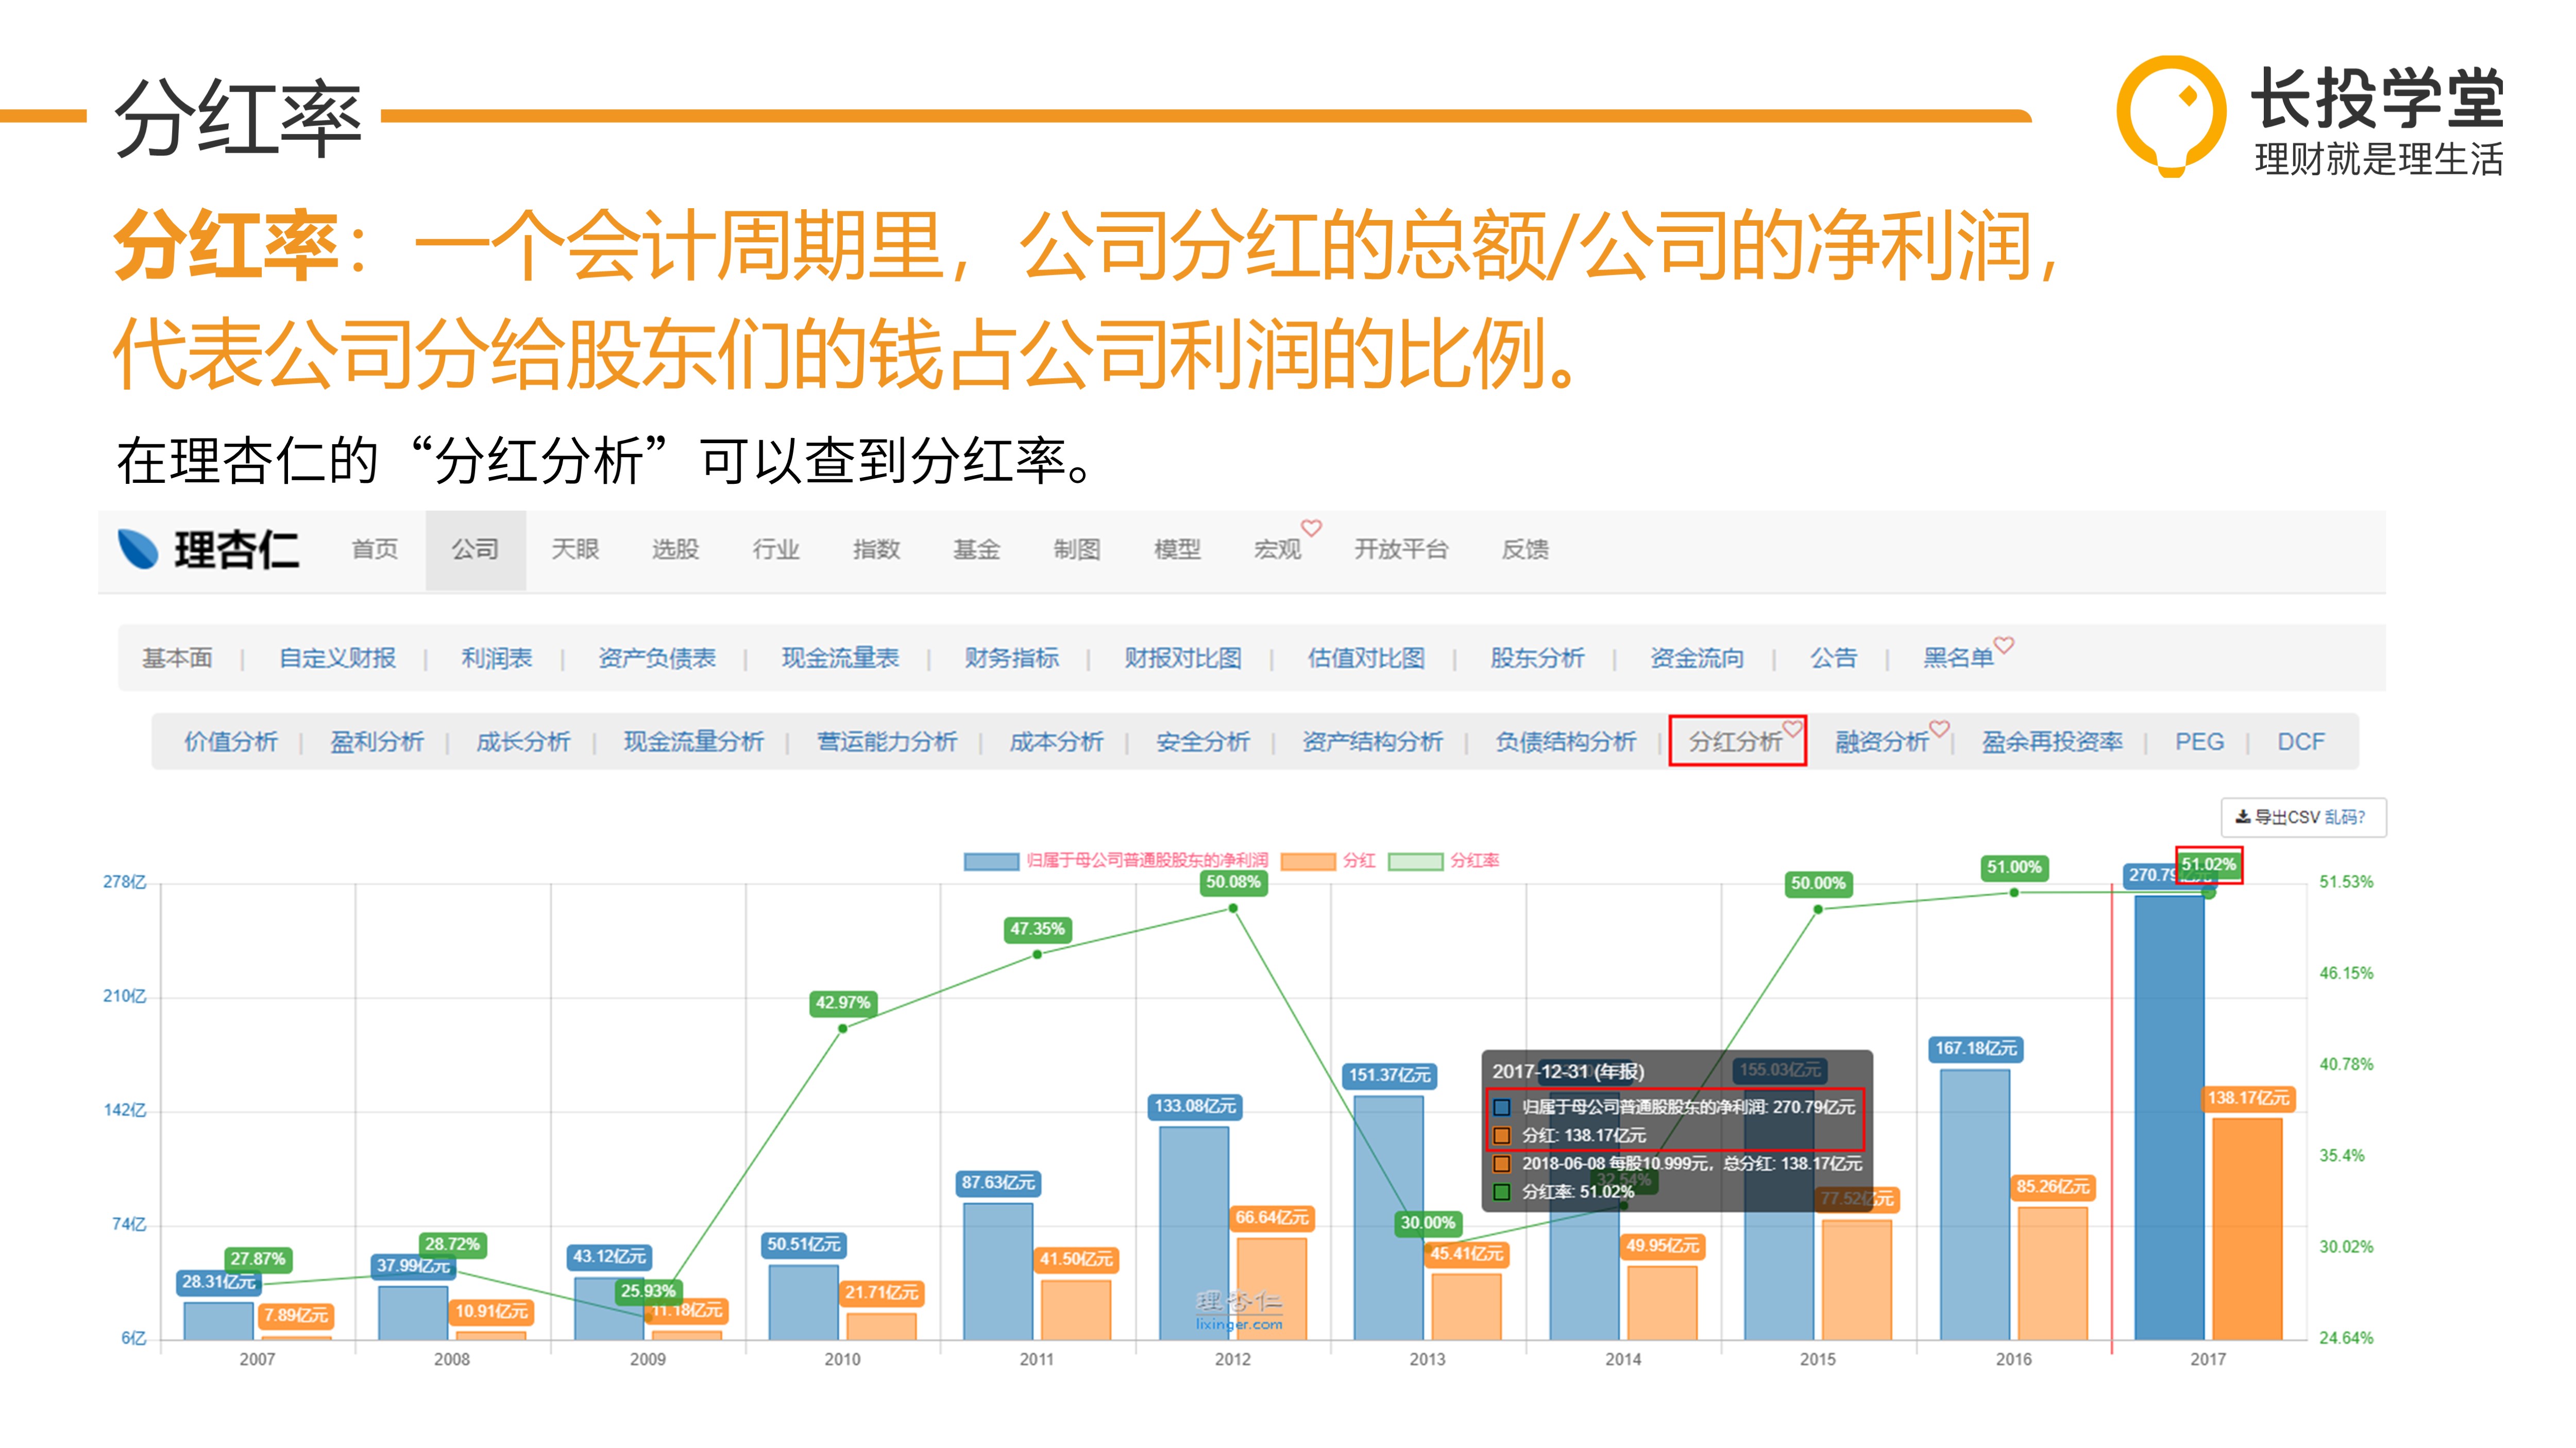 分红率
长投学堂
理财就是理生活
分红率：一个会计周期里，公司分红的总额/公司的净利润，
代表公司分给股东们的钱占公司利润的比例。
在理杏仁的“分红分析”可以查到分红率。
理杏仁 首页 公司 天眼 选股 行业 指数 基金 制图 模型 宏观 开放平台 反馈
基本面 | 自定义财报 | 利润表 | 资产负债表 | 现金流量表 | 财务指标 | 财报对比图 | 估值对比图 | 股东分析 | 资金流向 | 公告 | 黑名单
价值分析 | 盈利分析 | 成长分析 | 现金流量分析 | 营运能力分析 | 成本分析 | 安全分析 | 资产结构分析 | 负债结构分析 | 分红分析 | 融资分析 | 盈余再投资率 | PEG | DCF
导出CSV 乱码?
归属于母公司普通股股东的净利润 分红 分红率
278亿
210亿
142亿
74亿
6亿
51.53%
46.15%
40.78%
35.4%
30.02%
24.64%
27.87%
28.72%
25.93%
42.97%
47.35%
50.08%
30.00%
32.54%
50.00%
51.00%
51.02%
28.31亿元
7.89亿元
37.99亿元
10.91亿元
43.12亿元
11.18亿元
50.51亿元
21.71亿元
87.63亿元
41.50亿元
133.08亿元
66.64亿元
151.37亿元
45.41亿元
49.95亿元
155.03亿元
77.52亿元
167.18亿元
85.26亿元
270.79
138.17亿元
2017-12-31 (年报)
归属于母公司普通股股东的净利润: 270.79亿元
分红: 138.17亿元
2018-06-08 每股10.999元，总分红: 138.17亿元
分红率: 51.02%
理杏仁
lixinger.com
2007 2008 2009 2010 2011 2012 2013 2014 2015 2016 2017